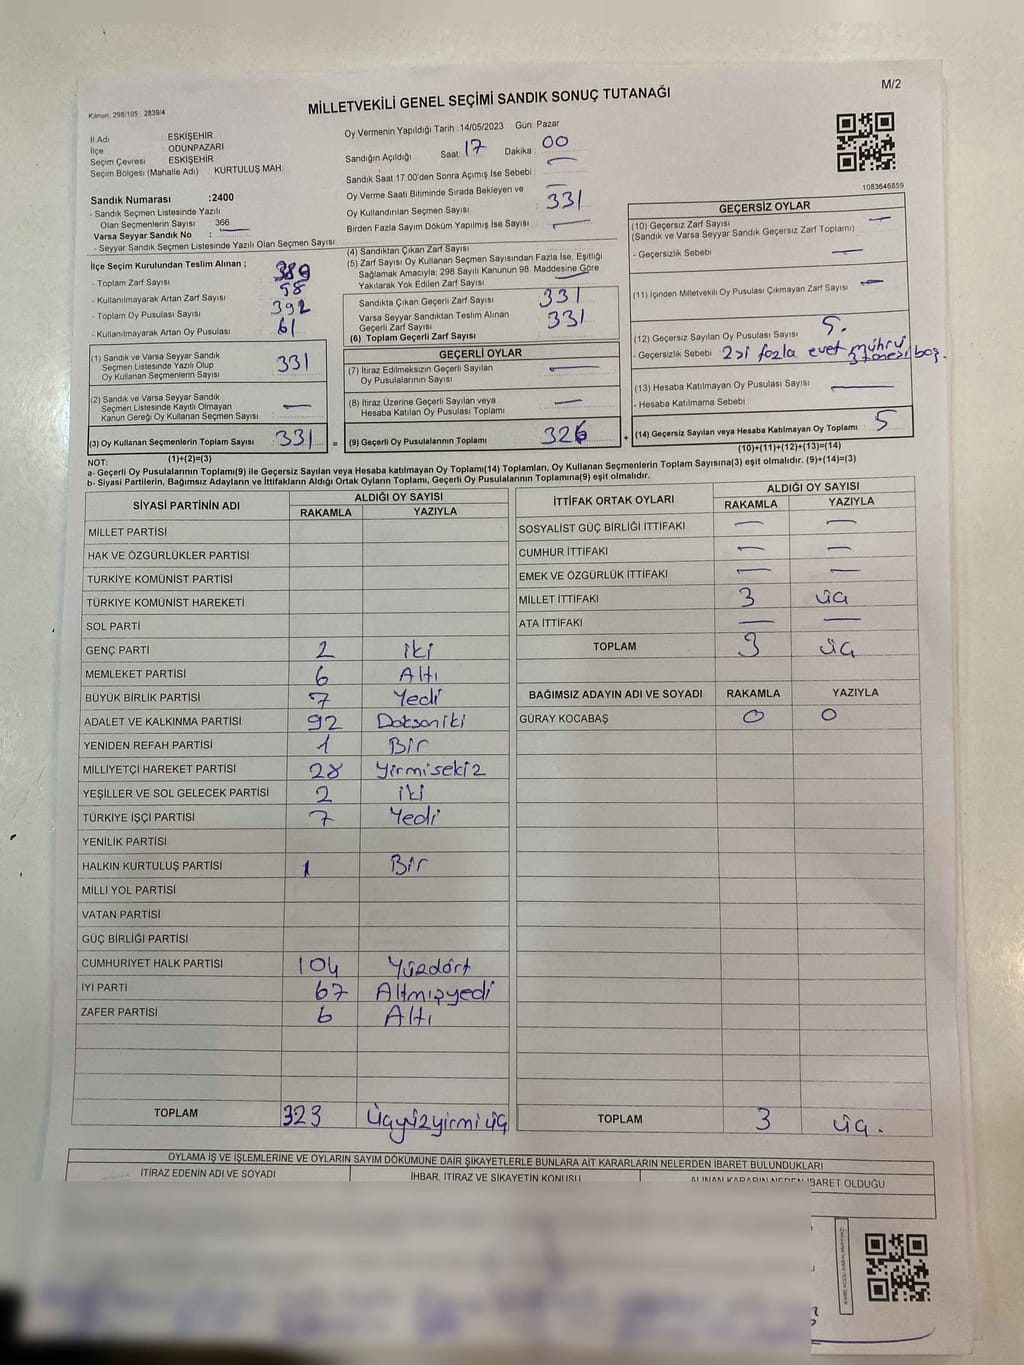 M/2
Kanun: 298/105 2839/4
MİLLETVEKİLİ GENEL SEÇİMİ SANDIK SONUÇ TUTANAĞI
İl Adı ESKİŞEHİR
İlçe ODUNPAZARI
Seçim Çevresi ESKİŞEHİR
Seçim Bölgesi (Mahalle Adı) KURTULUŞ MAH.
Oy Vermenin Yapıldığı Tarih :14/05/2023 Gün: Pazar
Sandığın Açıldığı Saat 17 Dakika : 00
Sandık Saat 17:00'den Sonra Açımış İse Sebebi : —
Oy Verme Saati Bitiminde Sırada Bekleyen ve
Oy Kullandırılan Seçmen Sayısı 331
Birden Fazla Sayım Döküm Yapılmış İse Sayısı : —
1083646859
Sandık Numarası :2400
- Sandık Seçmen Listesinde Yazılı
Olan Seçmenlerin Sayısı 366
Varsa Seyyar Sandık No :
- Seyyar Sandık Seçmen Listesinde Yazılı Olan Seçmen Sayısı:
İlçe Seçim Kurulundan Teslim Alınan ;
- Toplam Zarf Sayısı : 389
- Kullanılmayarak Artan Zarf Sayısı : 58
- Toplam Oy Pusulası Sayısı : 392
- Kullanılmayarak Artan Oy Pusulası : 61
(1) Sandık ve Varsa Seyyar Sandık
Seçmen Listesinde Yazılı Olup
Oy Kullanan Seçmenlerin Sayısı 331
(2) Sandık ve Varsa Seyyar Sandık
Seçmen Listesinde Kayıtlı Olmayan
Kanun Gereği Oy Kullanan Seçmen Sayısı —
(3) Oy Kullanan Seçmenlerin Toplam Sayısı 331 =
(1)+(2)=(3)
(4) Sandıktan Çıkan Zarf Sayısı
(5) Zarf Sayısı Oy Kullanan Seçmen Sayısından Fazla İse, Eşitliği
Sağlamak Amacıyla; 298 Sayılı Kanunun 98. Maddesine Göre
Yakılarak Yok Edilen Zarf Sayısı —
Sandıkta Çıkan Geçerli Zarf Sayısı 331
Varsa Seyyar Sandıktan Teslim Alınan
Geçerli Zarf Sayısı 331
(6) Toplam Geçerli Zarf Sayısı
GEÇERLİ OYLAR
(7) İtiraz Edilmeksizin Geçerli Sayılan
Oy Pusulalarının Sayısı —
(8) İtiraz Üzerine Geçerli Sayılan veya
Hesaba Katılan Oy Pusulası Toplamı —
(9) Geçerli Oy Pusulalarının Toplamı 326 +
GEÇERSİZ OYLAR
(10) Geçersiz Zarf Sayısı —
(Sandık ve Varsa Seyyar Sandık Geçersiz Zarf Toplamı)
- Geçersizlik Sebebi —
(11) İçinden Milletvekili Oy Pusulası Çıkmayan Zarf Sayısı —
(12) Geçersiz Sayılan Oy Pusulası Sayısı 5.
- Geçersizlik Sebebi 2si fazla evet mührü 3 tanesi boş.
(13) Hesaba Katılmayan Oy Pusulası Sayısı —
- Hesaba Katılmama Sebebi
(14) Geçersiz Sayılan veya Hesaba Katılmayan Oy Toplamı 5
(10)+(11)+(12)+(13)=(14)
NOT:
a- Geçerli Oy Pusulalarının Toplamı(9) ile Geçersiz Sayılan veya Hesaba katılmayan Oy Toplamı(14) Toplamları, Oy Kullanan Seçmenlerin Toplam Sayısına(3) eşit olmalıdır. (9)+(14)=(3)
b- Siyasi Partilerin, Bağımsız Adayların ve İttifakların Aldığı Ortak Oyların Toplamı, Geçerli Oy Pusulalarının Toplamına(9) eşit olmalıdır.
SİYASİ PARTİNİN ADI ALDIĞI OY SAYISI
RAKAMLA YAZIYLA
MİLLET PARTİSİ
HAK VE ÖZGÜRLÜKLER PARTİSİ
TÜRKİYE KOMÜNİST PARTİSİ
TÜRKİYE KOMÜNİST HAREKETİ
SOL PARTİ
GENÇ PARTİ 2 iki
MEMLEKET PARTİSİ 6 Altı
BÜYÜK BİRLİK PARTİSİ 7 Yedi
ADALET VE KALKINMA PARTİSİ 92 Doksaniki
YENİDEN REFAH PARTİSİ 1 Bir
MİLLİYETÇİ HAREKET PARTİSİ 28 Yirmisekiz
YEŞİLLER VE SOL GELECEK PARTİSİ 2 iki
TÜRKİYE İŞÇİ PARTİSİ 7 Yedi
YENİLİK PARTİSİ
HALKIN KURTULUŞ PARTİSİ 1 Bir
MİLLİ YOL PARTİSİ
VATAN PARTİSİ
GÜÇ BİRLİĞİ PARTİSİ
CUMHURİYET HALK PARTİSİ 104 Yüzdört
İYİ PARTİ 67 Altmışyedi
ZAFER PARTİSİ 6 Altı
TOPLAM 323 Üçyüzyirmi üç
İTTİFAK ORTAK OYLARI ALDIĞI OY SAYISI
RAKAMLA YAZIYLA
SOSYALİST GÜÇ BİRLİĞİ İTTİFAKI — —
CUMHUR İTTİFAKI — —
EMEK VE ÖZGÜRLÜK İTTİFAKI — —
MİLLET İTTİFAKI 3 üç
ATA İTTİFAKI — —
TOPLAM 3 üç
BAĞIMSIZ ADAYIN ADI VE SOYADI RAKAMLA YAZIYLA
GÜRAY KOCABAŞ 0 0
TOPLAM 3 üç.
OYLAMA İŞ VE İŞLEMLERİNE VE OYLARIN SAYIM DÖKÜMÜNE DAİR ŞİKAYETLERLE BUNLARA AİT KARARLARIN NELERDEN İBARET BULUNDUKLARI
İTİRAZ EDENİN ADI VE SOYADI İHBAR, İTİRAZ VE ŞİKAYETİN KONUSU ALINAN KARARIN NEDEN İBARET OLDUĞU